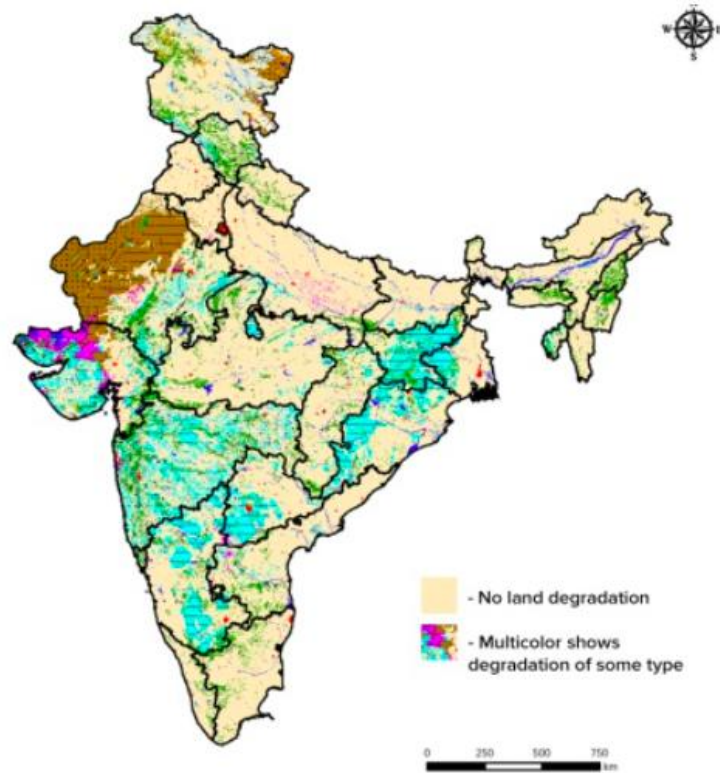 N
W E
S
- No land degradation
- Multicolor shows
degradation of some type
0 250 500 750
km